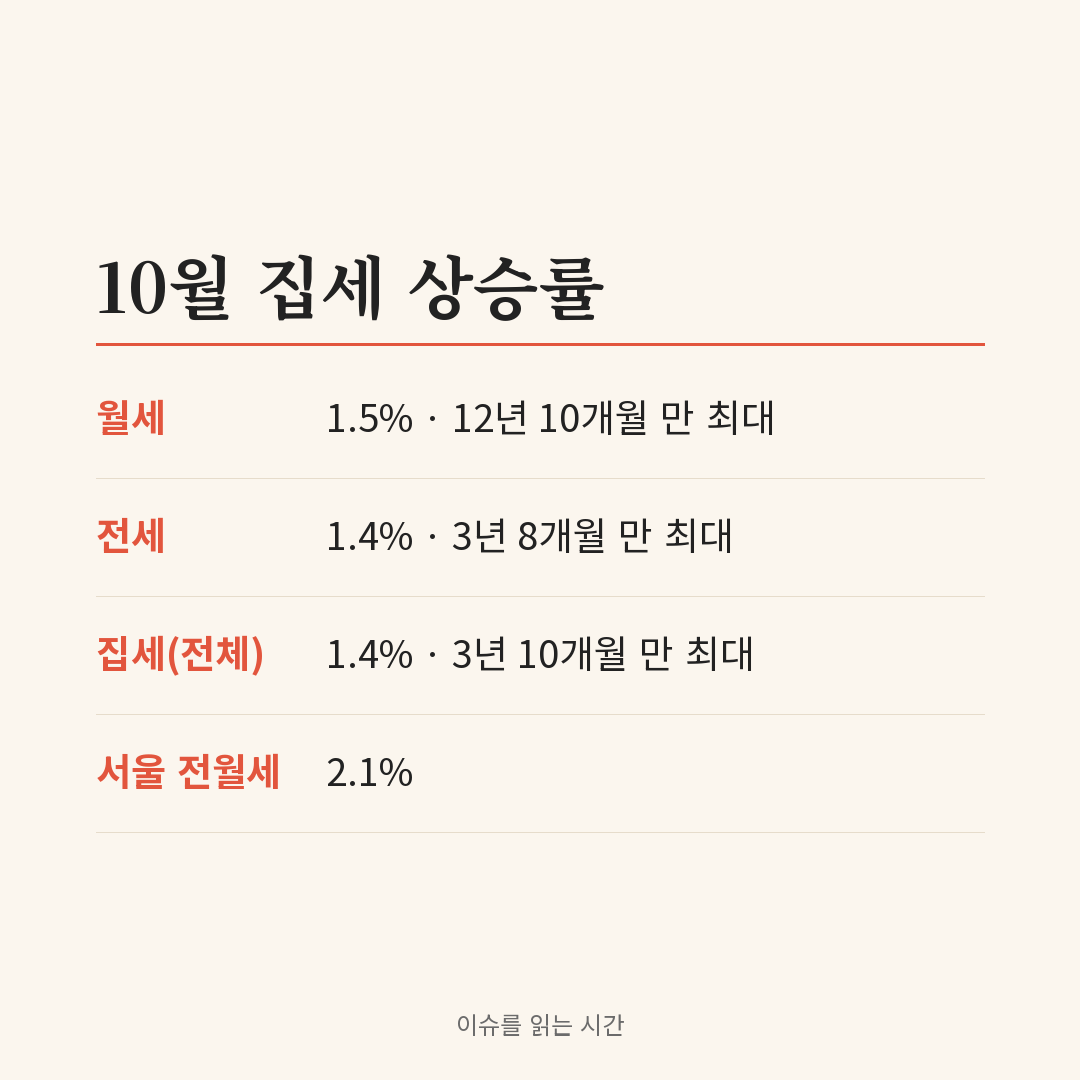 10월 집세 상승률
월세 1.5% · 12년 10개월 만 최대
전세 1.4% · 3년 8개월 만 최대
집세(전체) 1.4% · 3년 10개월 만 최대
서울 전월세 2.1%
이슈를 읽는 시간